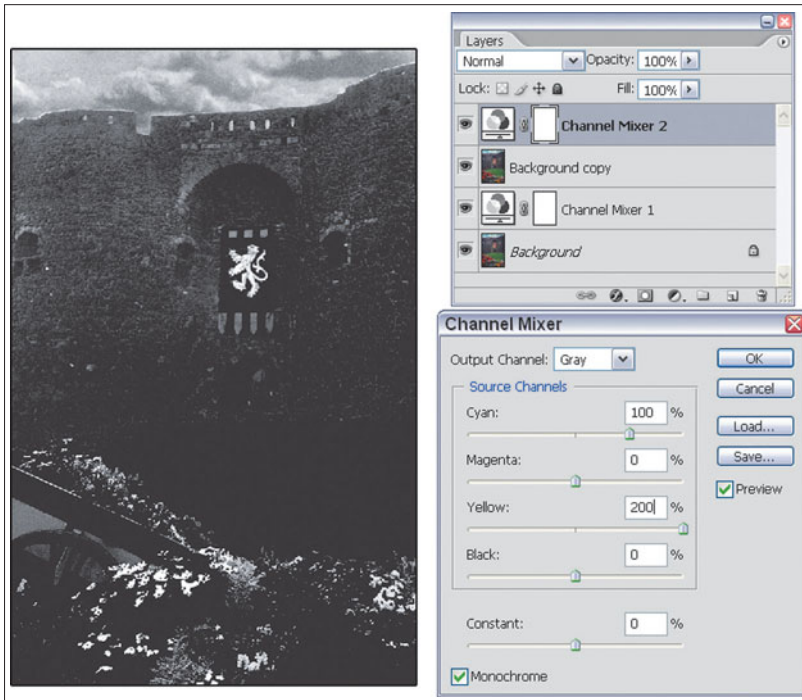 Layers
Normal
Opacity: 100%
Lock:
Fill: 100%
Channel Mixer 2
Background copy
Channel Mixer 1
Background
Channel Mixer
Output Channel: Gray
OK
Source Channels
Cancel
Cyan: 100 %
Load...
Magenta: 0 %
Save...
Yellow: 200 %
Preview
Black: 0 %
Constant: 0 %
Monochrome